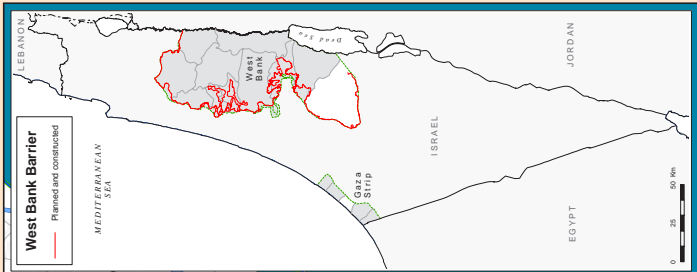 West Bank Barrier
Planned and constructed
LEBANON
MEDITERRANEAN
SEA
Dead Sea
West
Bank
JORDAN
ISRAEL
Gaza
Strip
EGYPT
0 25 50 Km